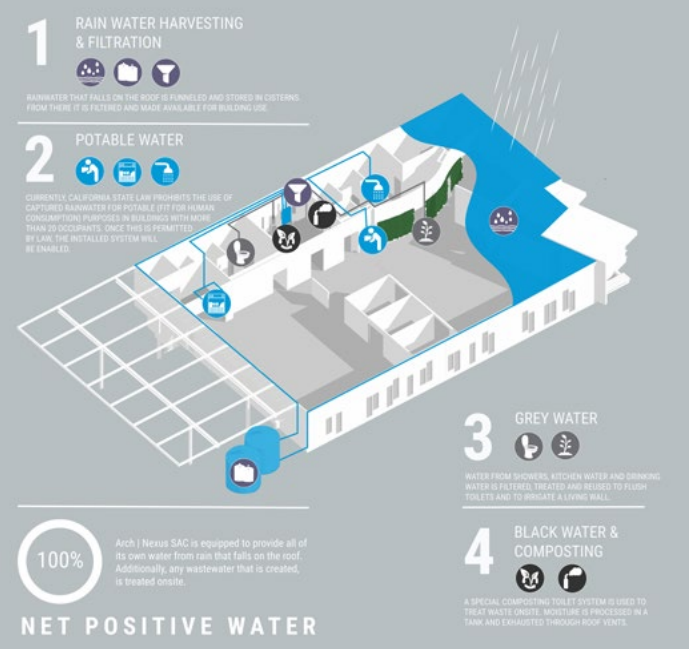 1
RAIN WATER HARVESTING
& FILTRATION
RAINWATER THAT FALLS ON THE ROOF IS FUNNELED AND STORED IN CISTERNS.
FROM THERE IT IS FILTERED AND MADE AVAILABLE FOR BUILDING USE.
2
POTABLE WATER
CURRENTLY, CALIFORNIA STATE LAW PROHIBITS THE USE OF
CAPTURED RAINWATER FOR POTABLE (FIT FOR HUMAN
CONSUMPTION) PURPOSES IN BUILDINGS WITH MORE
THAN 20 OCCUPANTS. ONCE THIS IS PERMITTED
BY LAW, THE INSTALLED SYSTEM WILL
BE ENABLED.
3
GREY WATER
WATER FROM SHOWERS, KITCHEN WATER AND DRINKING
WATER IS FILTERED, TREATED AND REUSED TO FLUSH
TOILETS AND TO IRRIGATE A LIVING WALL.
4
BLACK WATER &
COMPOSTING
A SPECIAL COMPOSTING TOILET SYSTEM IS USED TO
TREAT WASTE ONSITE. MOISTURE IS PROCESSED IN A
TANK AND EXHAUSTED THROUGH ROOF VENTS.
100%
Arch | Nexus SAC is equipped to provide all of
its own water from rain that falls on the roof.
Additionally, any wastewater that is created,
is treated onsite.
NET POSITIVE WATER